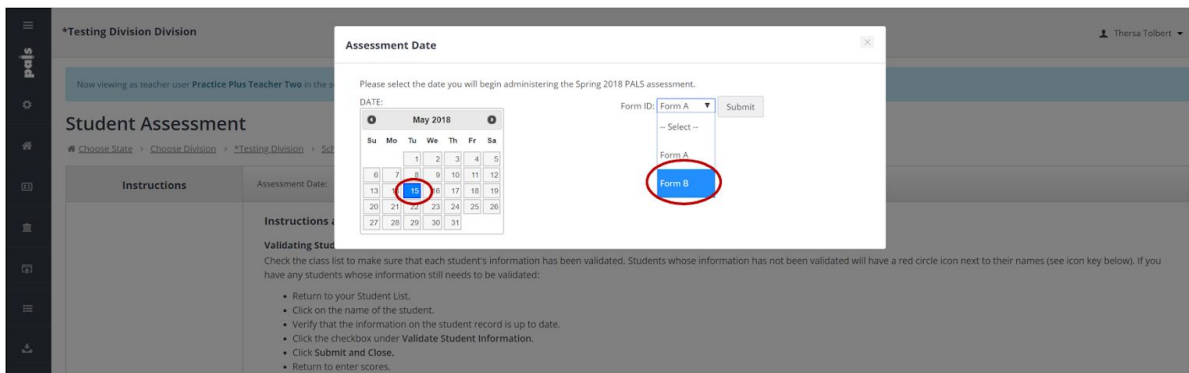 *Testing Division Division
Thersa Tolbert
pals
Assessment Date
Now viewing as teacher user Practice Plus Teacher Two in the s
Please select the date you will begin administering the Spring 2018 PALS assessment.
DATE:
May 2018
Su Mo Tu We Th Fr Sa
1 2 3 4 5
6 7 8 9 10 11 12
13 15 16 17 18 19
20 21 22 23 24 25 26
27 28 29 30 31
Form ID: Form A Submit
-- Select --
Form A
Form B
Student Assessment
Choose State > Choose Division > *Testing Division > Sch
Instructions
Assessment Date:
Instructions a
Validating Stud
Check the class list to make sure that each student's information has been validated. Students whose information has not been validated will have a red circle icon next to their names (see icon key below). If you
have any students whose information still needs to be validated:
• Return to your Student List.
• Click on the name of the student.
• Verify that the information on the student record is up to date.
• Click the checkbox under Validate Student Information.
• Click Submit and Close.
• Return to enter scores.